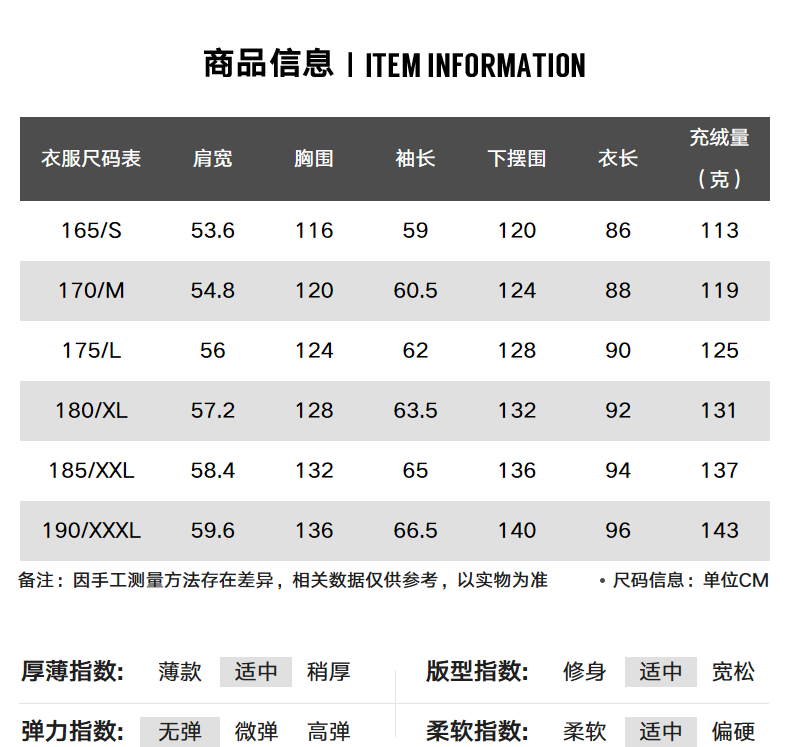 商品信息 | ITEM INFORMATION
衣服尺码表 肩宽 胸围 袖长 下摆围 衣长 充绒量（克）
165/S 53.6 116 59 120 86 113
170/M 54.8 120 60.5 124 88 119
175/L 56 124 62 128 90 125
180/XL 57.2 128 63.5 132 92 131
185/XXL 58.4 132 65 136 94 137
190/XXXL 59.6 136 66.5 140 96 143
备注：因手工测量方法存在差异，相关数据仅供参考，以实物为准 • 尺码信息：单位CM
厚薄指数: 薄款 适中 稍厚 版型指数: 修身 适中 宽松
弹力指数: 无弹 微弹 高弹 柔软指数: 柔软 适中 偏硬